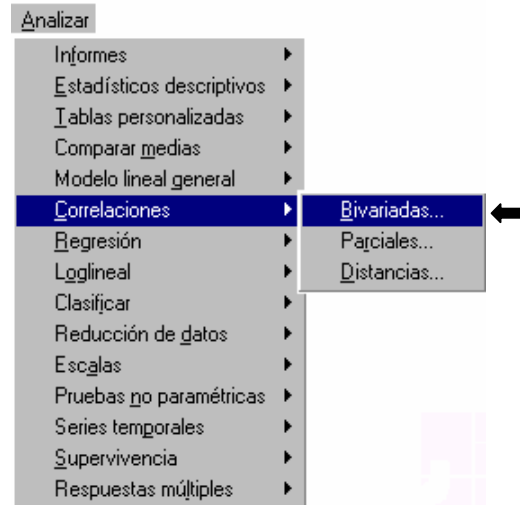 Analizar
Informes
Estadísticos descriptivos
Tablas personalizadas
Comparar medias
Modelo lineal general
Correlaciones
Bivariadas...
Regresión
Parciales...
Loglineal
Distancias...
Clasificar
Reducción de datos
Escalas
Pruebas no paramétricas
Series temporales
Supervivencia
Respuestas múltiples